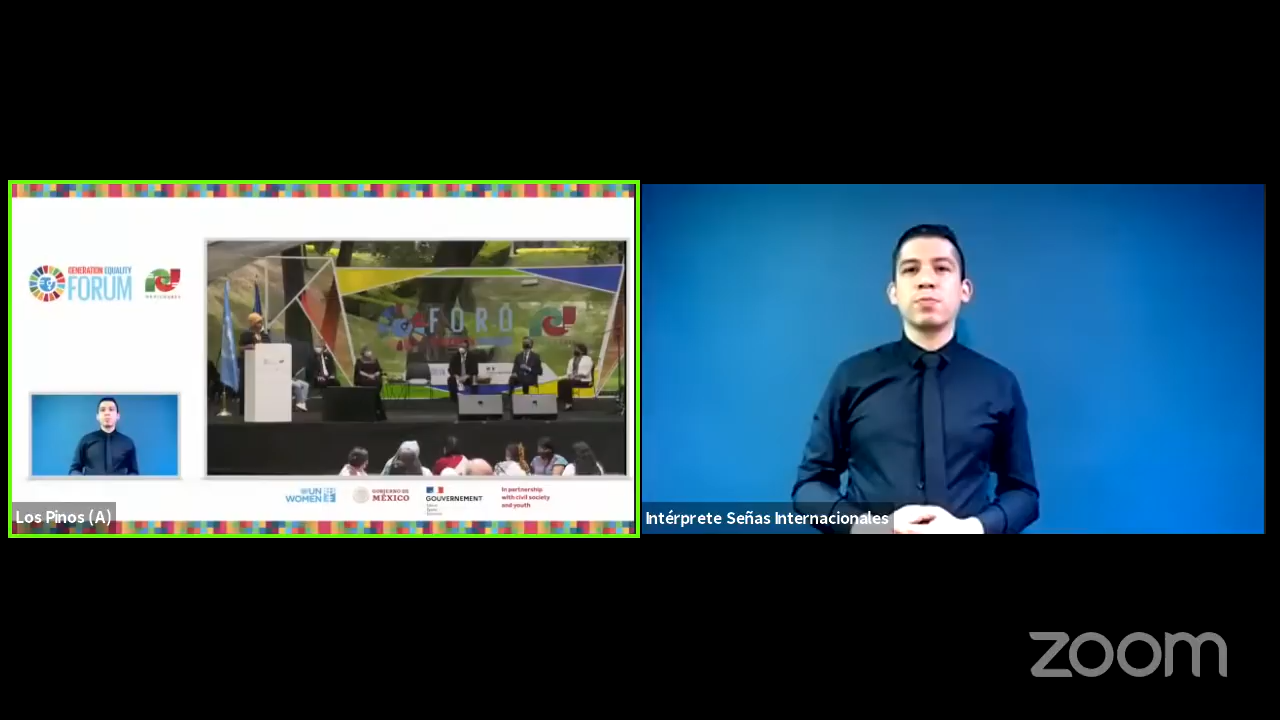 GENERATION EQUALITY
FORUM
FORO
UN
WOMEN
GOBIERNO DE
MÉXICO
GOUVERNEMENT
In partnership
with civil society
and youth
Los Pinos (A)
Intérprete Señas Internacionales
zoom